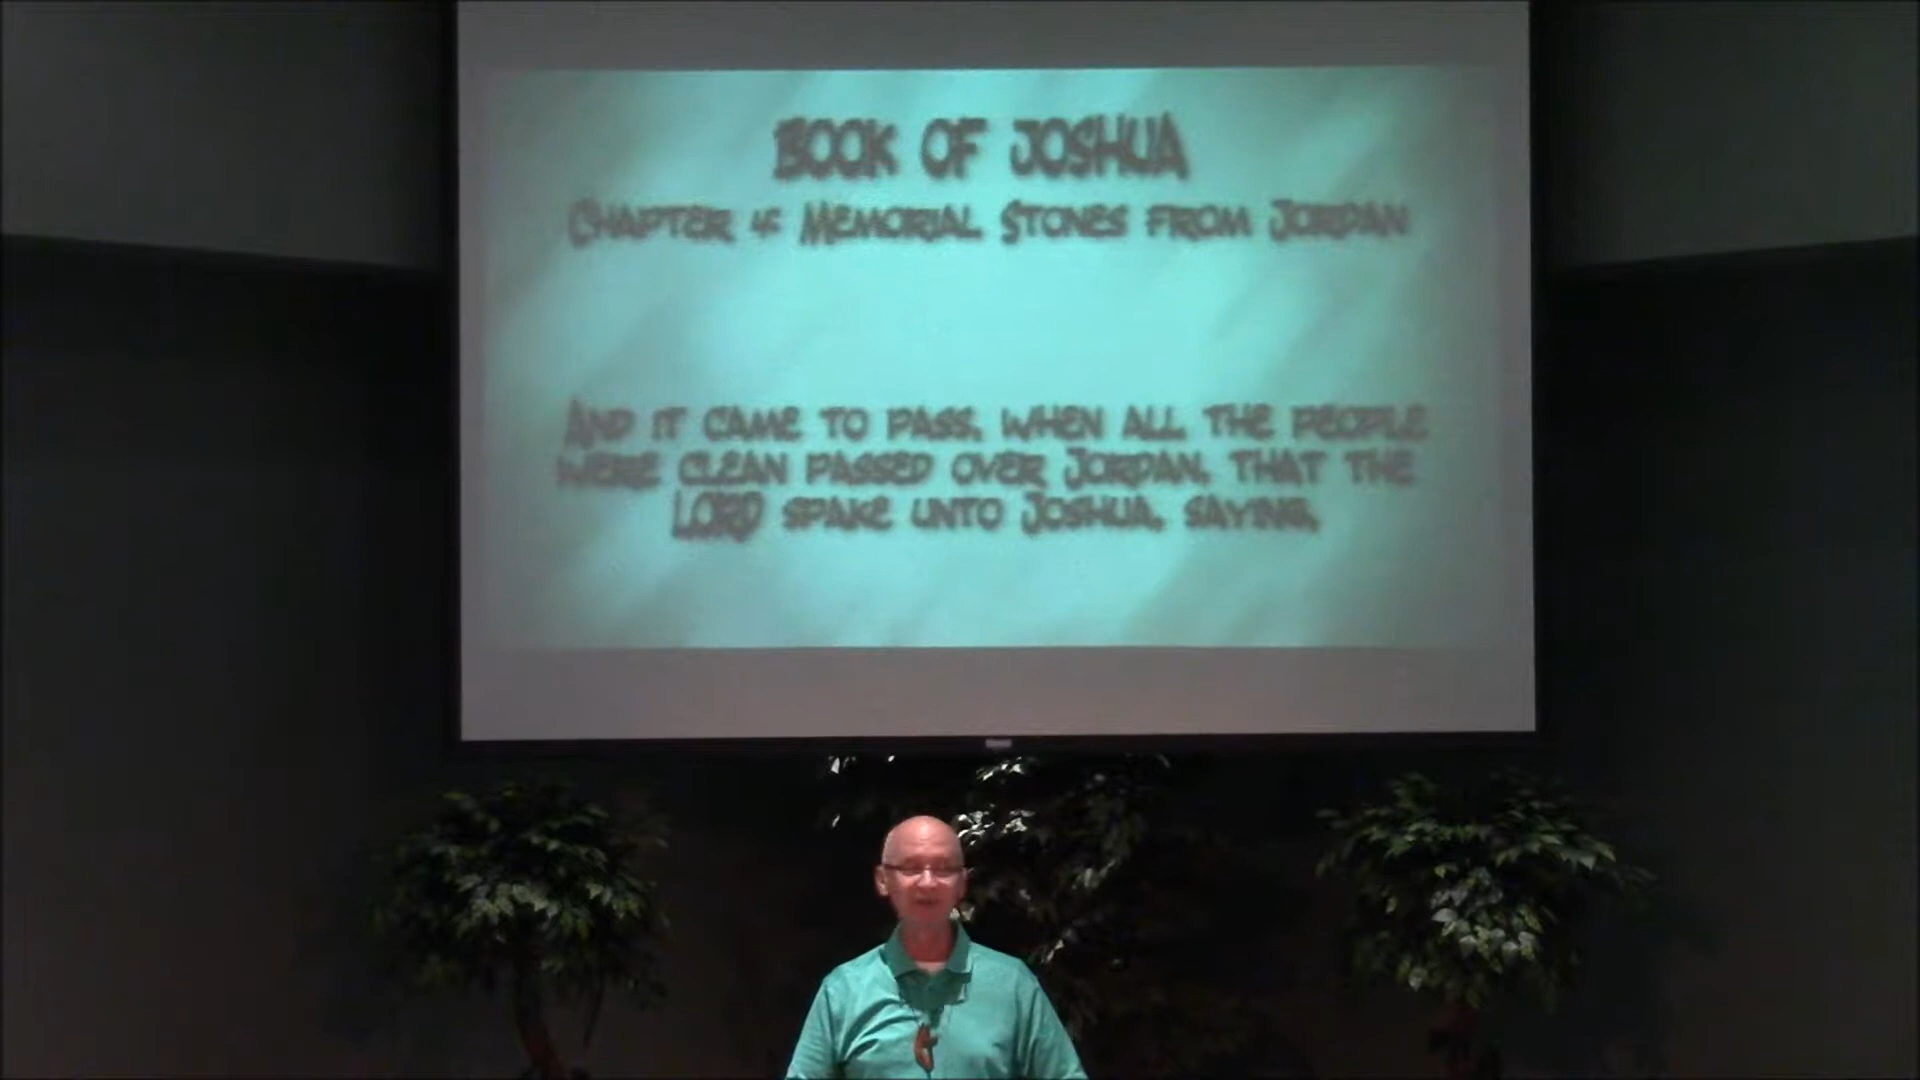 BOOK OF JOSHUA
CHAPTER 4: MEMORIAL STONES FROM JORDAN
AND IT CAME TO PASS, WHEN ALL THE PEOPLE
WERE CLEAN PASSED OVER JORDAN, THAT THE
LORD SPAKE UNTO JOSHUA, SAYING,